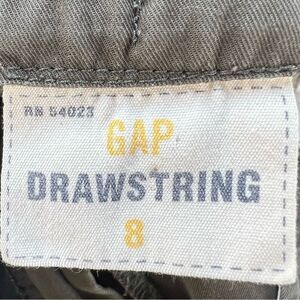 RN 54023
GAP
DRAWSTRING
8